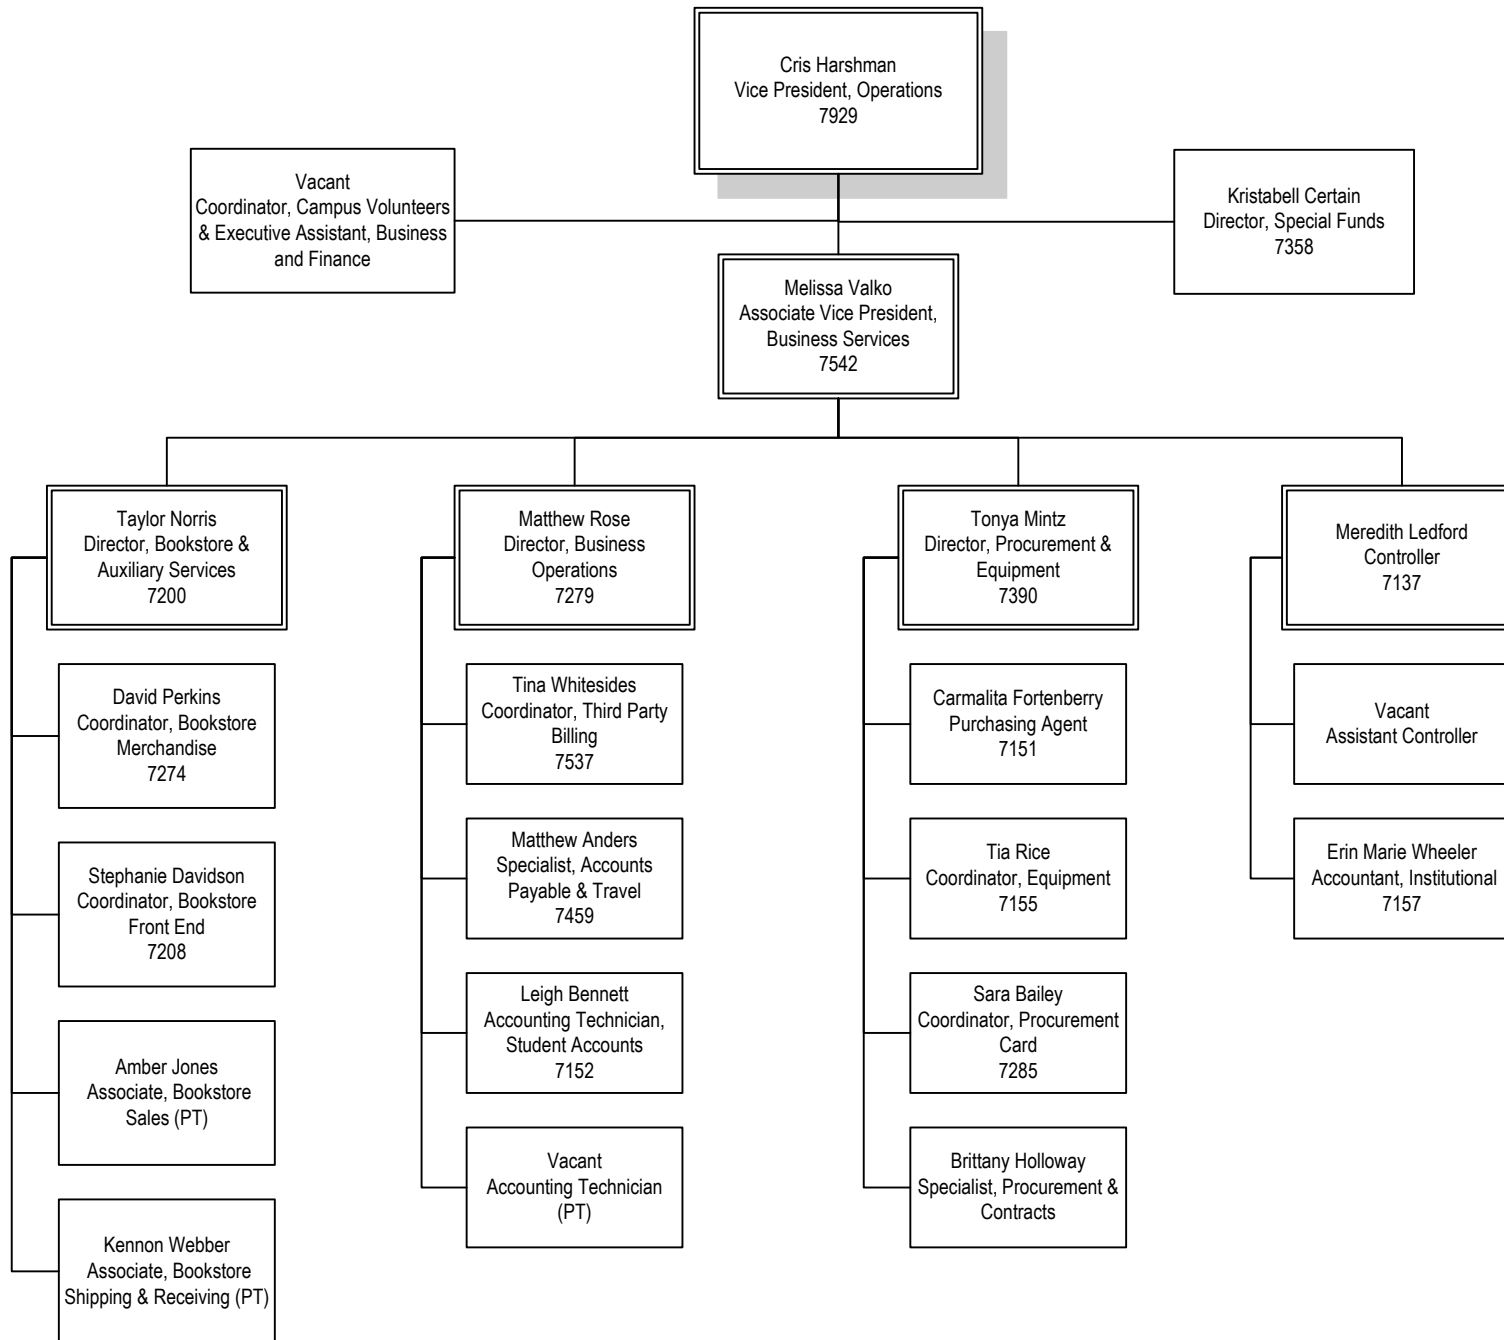 Cris Harshman
Vice President, Operations
7929
Vacant
Coordinator, Campus Volunteers
& Executive Assistant, Business
and Finance
Kristabell Certain
Director, Special Funds
7358
Melissa Valko
Associate Vice President,
Business Services
7542
Taylor Norris
Director, Bookstore &
Auxiliary Services
7200
David Perkins
Coordinator, Bookstore
Merchandise
7274
Stephanie Davidson
Coordinator, Bookstore
Front End
7208
Amber Jones
Associate, Bookstore
Sales (PT)
Kennon Webber
Associate, Bookstore
Shipping & Receiving (PT)
Matthew Rose
Director, Business
Operations
7279
Tina Whitesides
Coordinator, Third Party
Billing
7537
Matthew Anders
Specialist, Accounts
Payable & Travel
7459
Leigh Bennett
Accounting Technician,
Student Accounts
7152
Vacant
Accounting Technician
(PT)
Tonya Mintz
Director, Procurement &
Equipment
7390
Carmalita Fortenberry
Purchasing Agent
7151
Tia Rice
Coordinator, Equipment
7155
Sara Bailey
Coordinator, Procurement
Card
7285
Brittany Holloway
Specialist, Procurement &
Contracts
Meredith Ledford
Controller
7137
Vacant
Assistant Controller
Erin Marie Wheeler
Accountant, Institutional
7157